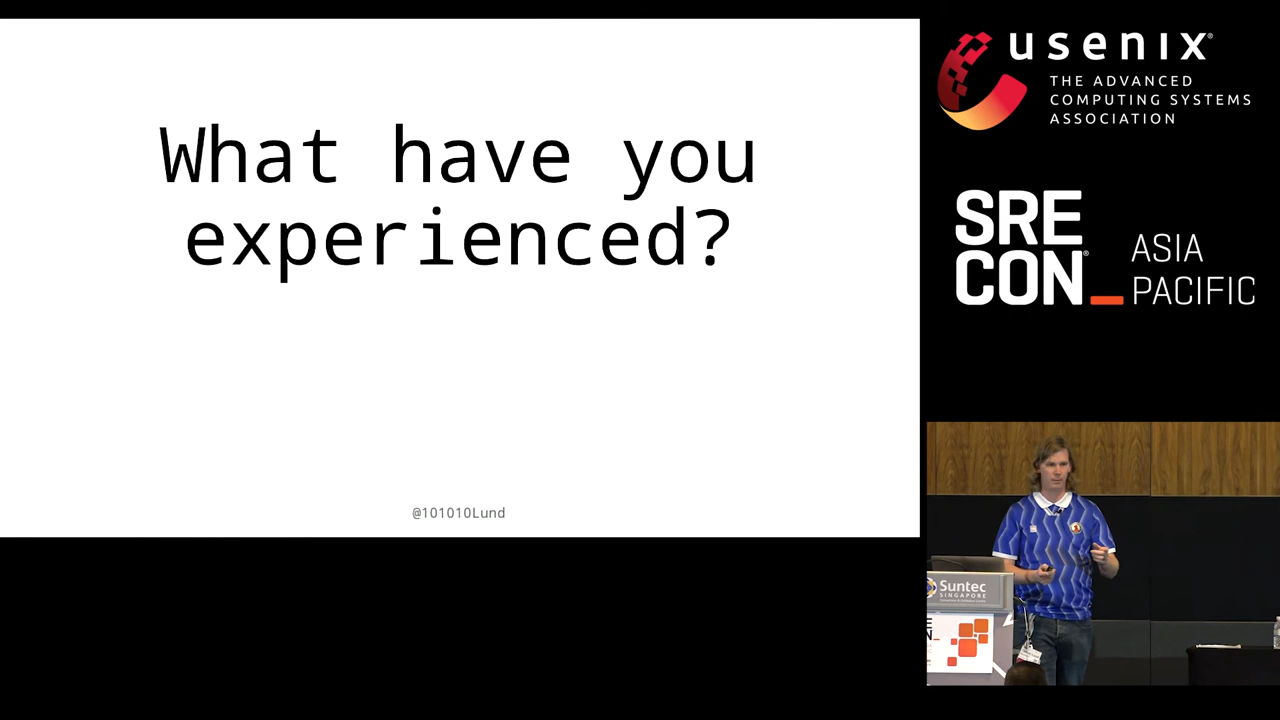 What have you
experienced?
@101010Lund
usenix®
THE ADVANCED
COMPUTING SYSTEMS
ASSOCIATION
SRE
CON®_
ASIA
PACIFIC
Suntec
SINGAPORE